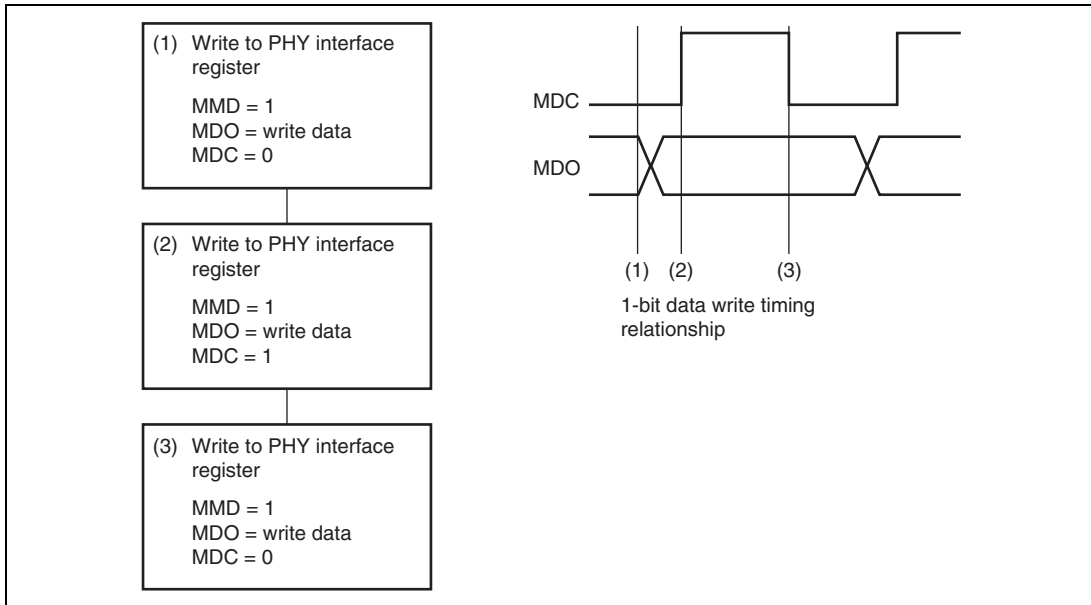 (1) Write to PHY interface
register
MMD = 1
MDO = write data
MDC = 0
(2) Write to PHY interface
register
MMD = 1
MDO = write data
MDC = 1
(3) Write to PHY interface
register
MMD = 1
MDO = write data
MDC = 0
MDC
MDO
(1) (2) (3)
1-bit data write timing
relationship